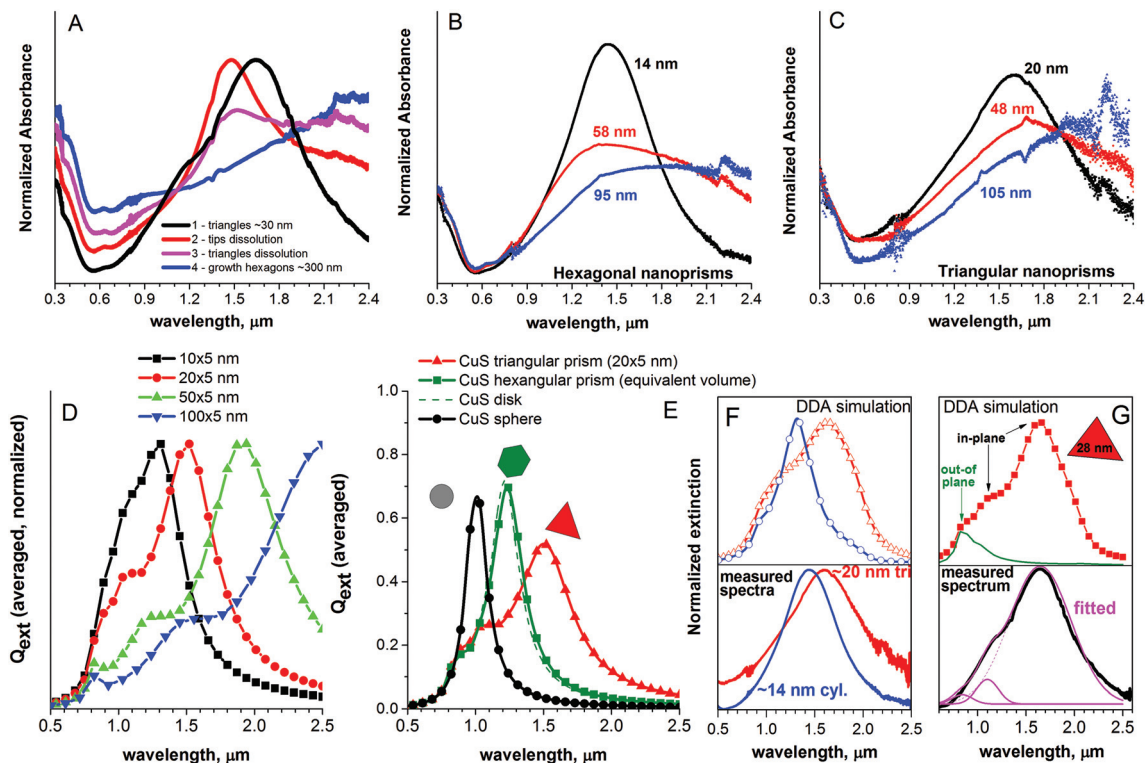 A
Normalized Absorbance
1 - triangles ~30 nm
2 - tips dissolution
3 - triangles dissolution
4 - growth hexagons ~300 nm
0.3 0.6 0.9 1.2 1.5 1.8 2.1 2.4
wavelength, μm
B
Normalized Absorbance
14 nm
58 nm
95 nm
Hexagonal nanoprisms
0.3 0.6 0.9 1.2 1.5 1.8 2.1 2.4
wavelength, μm
C
Normalized Absorbance
20 nm
48 nm
105 nm
Triangular nanoprisms
0.3 0.6 0.9 1.2 1.5 1.8 2.1 2.4
wavelength, μm
10x5 nm
20x5 nm
50x5 nm
100x5 nm
D
Qext (averaged, normalized)
0.5 1.0 1.5 2.0 2.5
wavelength, μm
CuS triangular prism (20x5 nm)
CuS hexangular prism (equivalent volume)
CuS disk
CuS sphere
E
Qext (averaged)
1.0
0.8
0.6
0.4
0.2
0.0
0.5 1.0 1.5 2.0 2.5
wavelength, μm
F
DDA simulation
Normalized extinction
measured
spectra
~20 nm tri
~14 nm cyl.
0.5 1.0 1.5 2.0 2.5
wavelength, μm
G
DDA simulation
in-plane
28 nm
out-of
plane
measured
spectrum
fitted
1.0 1.5 2.0 2.5
wavelength, μm